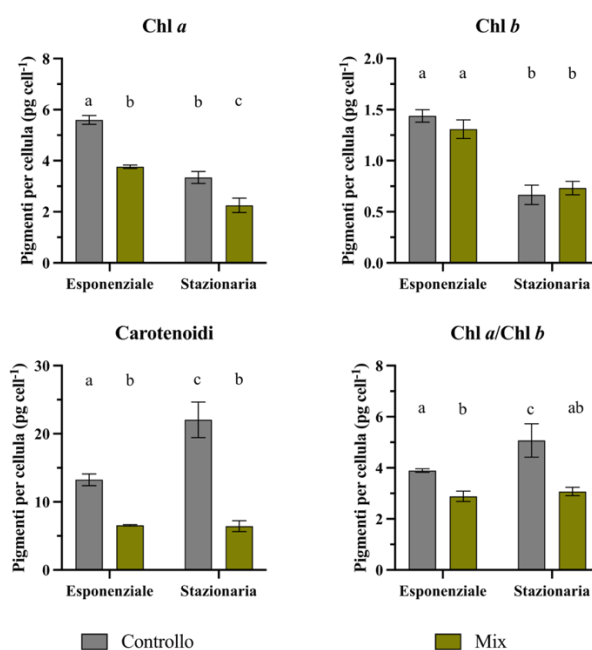 Chl a
Pigmenti per cellula (pg cell-1)
6
4
2
0
a
b
b
c
Esponenziale
Stazionaria
8
Chl b
Pigmenti per cellula (pg cell-1)
2.0
1.5
1.0
0.5
0.0
a
a
b
b
Esponenziale
Stazionaria
Carotenoidi
Pigmenti per cellula (pg cell-1)
30
20
10
0
a
b
c
b
Esponenziale
Stazionaria
Chl a/Chl b
Pigmenti per cellula (pg cell-1)
8
6
4
2
0
a
b
c
ab
Esponenziale
Stazionaria
Controllo
Mix